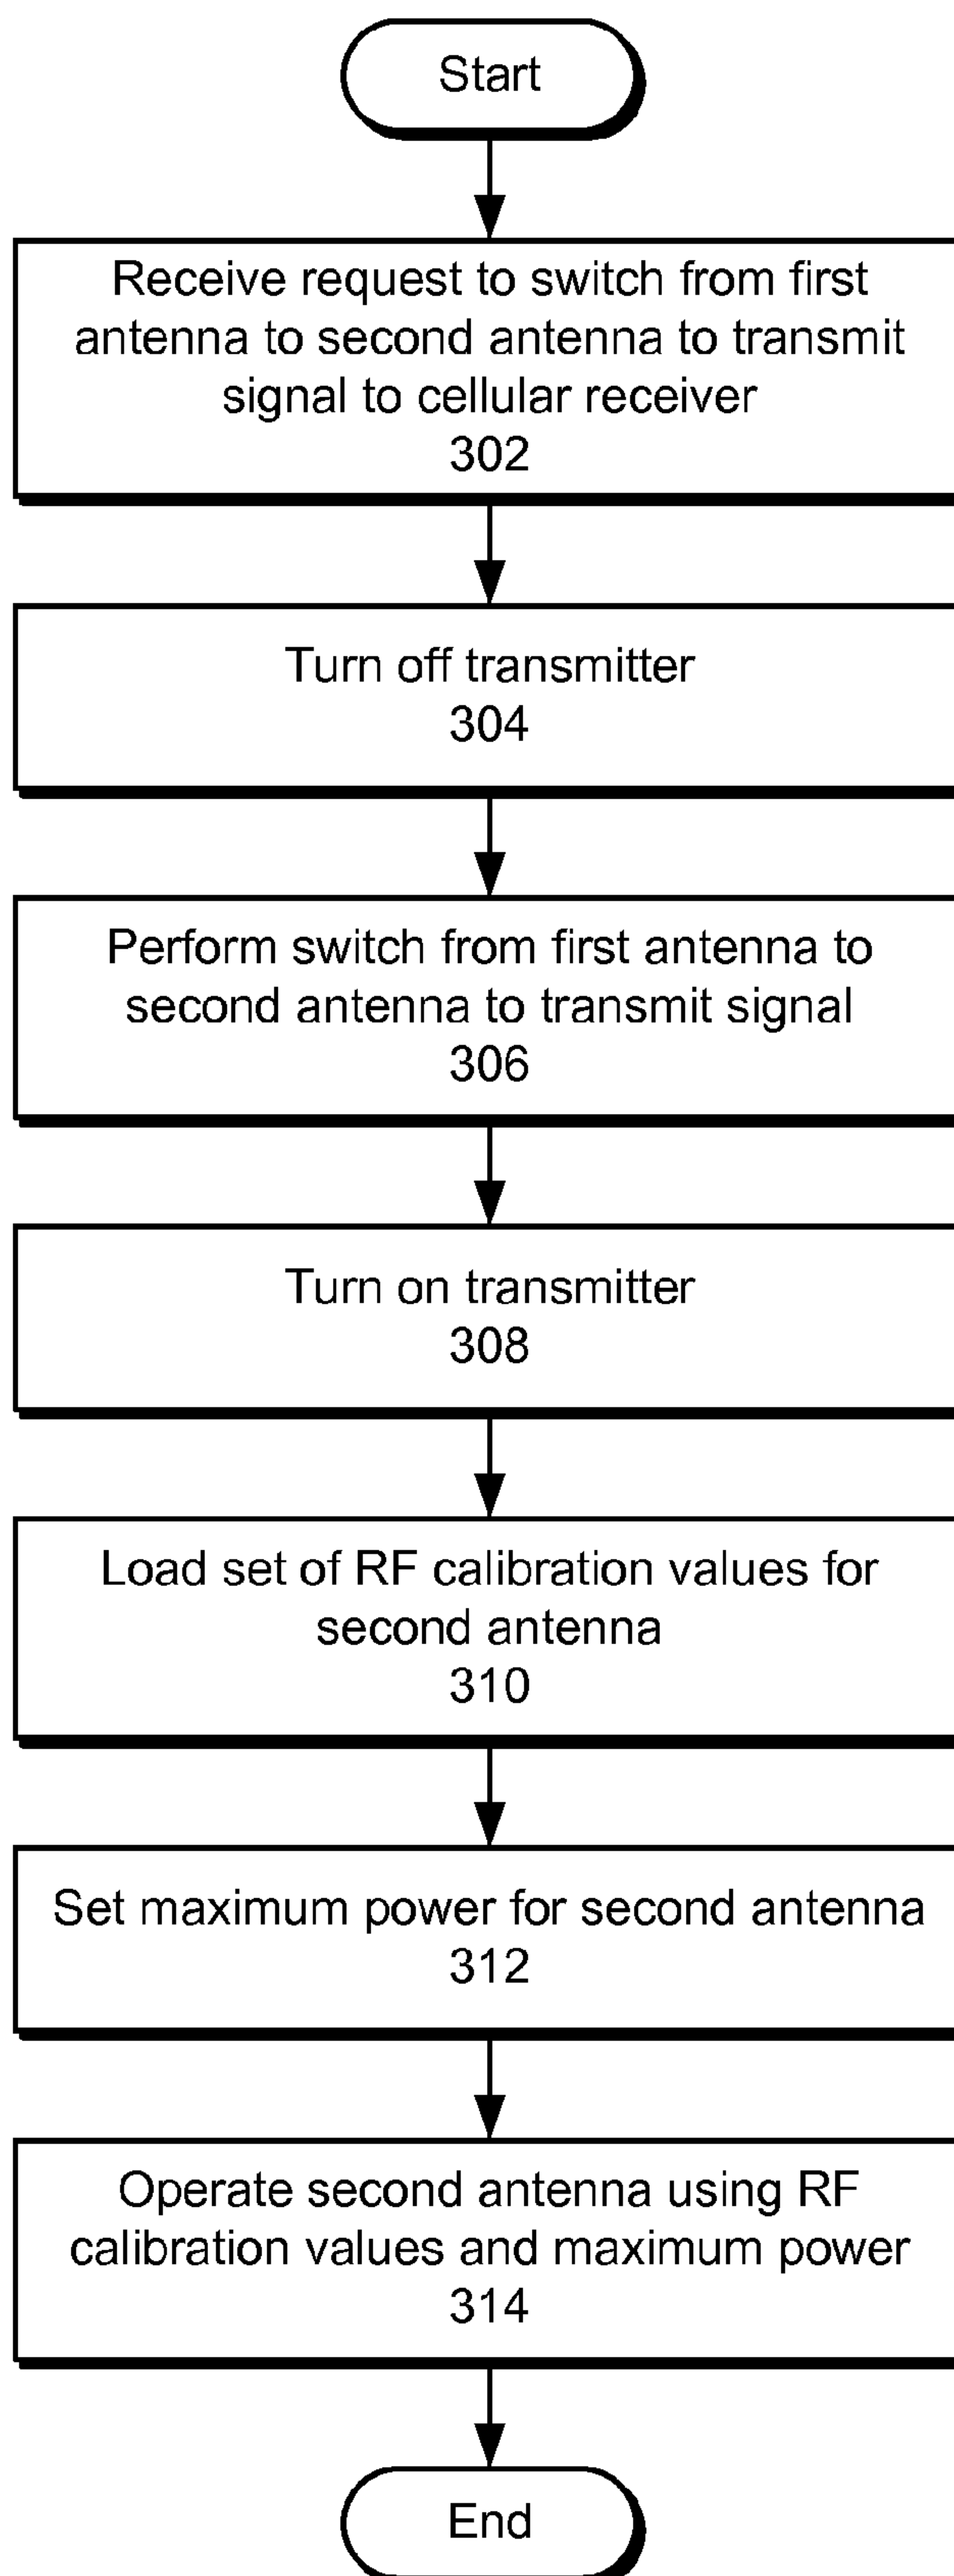 Start
Receive request to switch from first
antenna to second antenna to transmit
signal to cellular receiver
302
Turn off transmitter
304
Perform switch from first antenna to
second antenna to transmit signal
306
Turn on transmitter
308
Load set of RF calibration values for
second antenna
310
Set maximum power for second antenna
312
Operate second antenna using RF
calibration values and maximum power
314
End